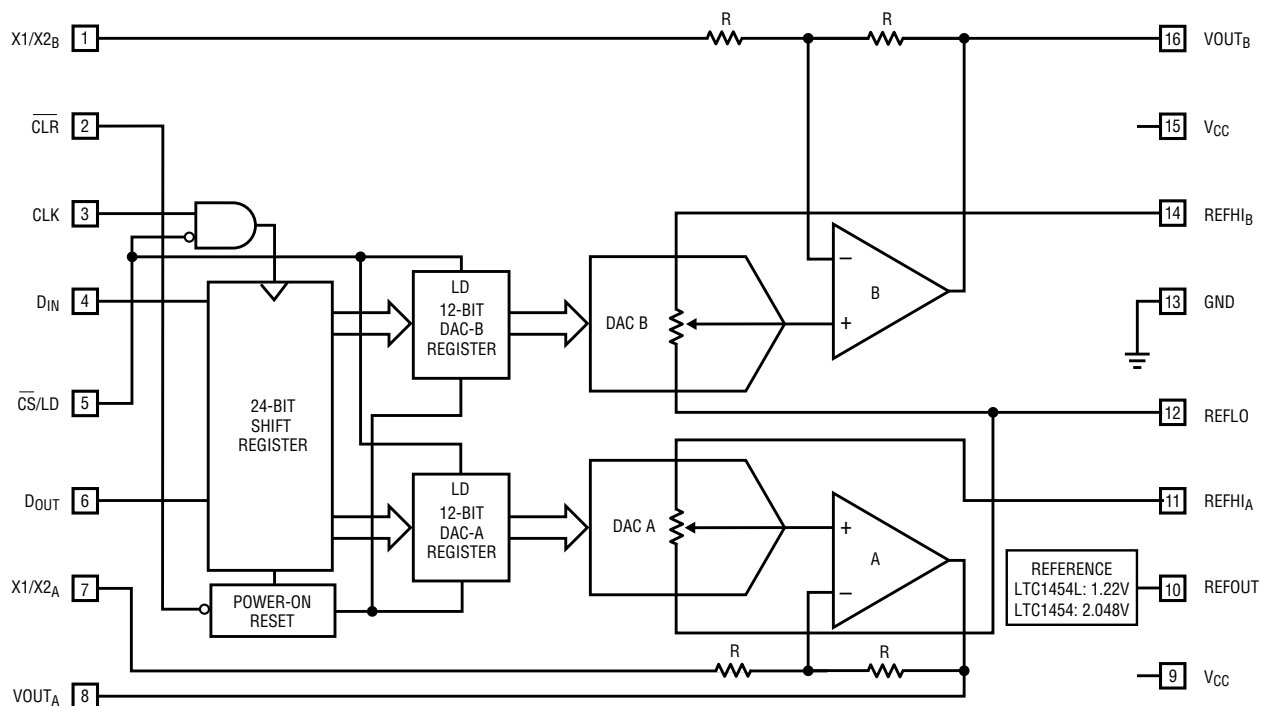 X1/X2B 1
R
R
16 VOUTB
CLR 2
15 VCC
CLK 3
14 REFHIB
LD
12-BIT
DAC-B
REGISTER
DAC B
−
B
+
DIN 4
13 GND
CS/LD 5
24-BIT
SHIFT
REGISTER
12 REFLO
LD
12-BIT
DAC-A
REGISTER
DAC A
+
A
−
DOUT 6
11 REFHIA
REFERENCE
LTC1454L: 1.22V
LTC1454: 2.048V
10 REFOUT
X1/X2A 7
POWER-ON
RESET
R
R
9 VCC
VOUTA 8